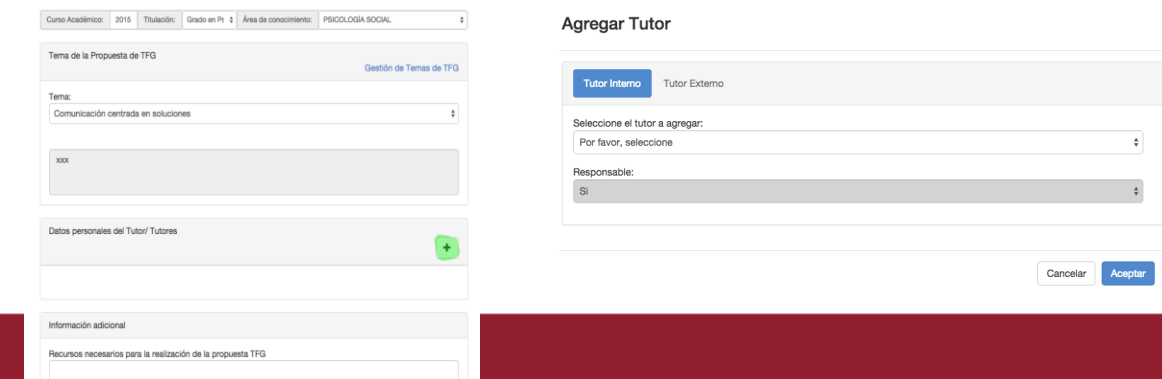 Curso Académico: 2015 Titulación: Grado en P Área de conocimiento: PSICOLOGÍA SOCIAL
Tema de la Propuesta de TFG
Gestión de Temas de TFG
Tema:
Comunicación centrada en soluciones
xxx
Datos personales del Tutor/ Tutores
+
Información adicional
Recursos necesarios para la realización de la propuesta TFG
Agregar Tutor
Tutor Interno Tutor Externo
Seleccione el tutor a agregar:
Por favor, seleccione
Responsable:
Si
Cancelar Aceptar